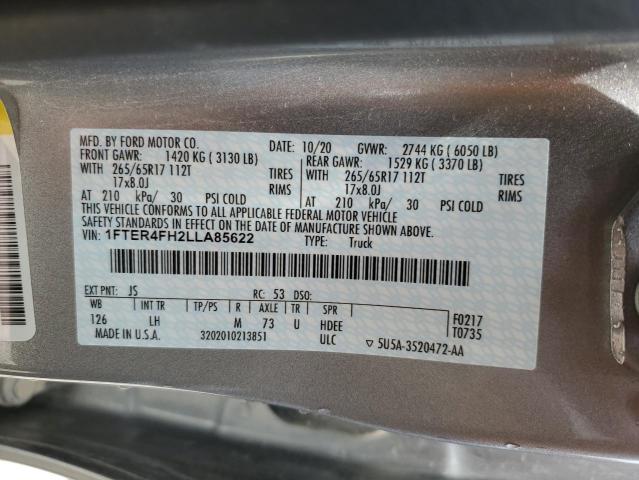 MFD. BY FORD MOTOR CO.
DATE: 10/20 GVWR: 2744 KG ( 6050 LB)
FRONT GAWR: 1420 KG ( 3130 LB)
REAR GAWR: 1529 KG ( 3370 LB)
WITH 265/65R17 112T TIRES
WITH 265/65R17 112T TIRES
17x8.0J RIMS
17x8.0J RIMS
AT 210 kPa/ 30 PSI COLD
AT 210 kPa/ 30 PSI COLD
THIS VEHICLE CONFORMS TO ALL APPLICABLE FEDERAL MOTOR VEHICLE
SAFETY STANDARDS IN EFFECT ON THE DATE OF MANUFACTURE SHOWN ABOVE.
VIN: 1FTER4FH2LLA85622
TYPE: Truck
EXT PNT: JS RC: 53 DSO:
WB INT TR TP/PS R AXLE TR SPR F0217
126 LH M 73 U HDEE T0735
MADE IN U.S.A. 3202010213851 ULC ▽ 5U5A-3520472-AA